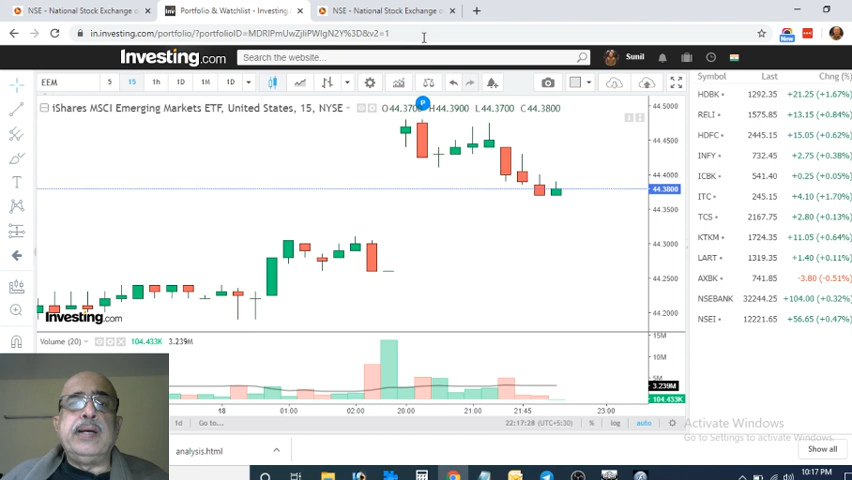 NSE - National Stock Exchange o
Portfolio & Watchlist - Investing.
NSE - National Stock Exchange o
in.investing.com/portfolio/?portfolioID=MDRlPmUwZjliPWlgN2Y%3D&v2=1
New
Investing.com
Search the website...
Sunil
EEM
5
15
1h
1D
1W
1M
1D
iShares MSCI Emerging Markets ETF, United States, 15, NYSE
O44.3700 H44.3900 L44.3700 C44.3800
P
44.5000
44.4500
44.4000
44.3800
44.3500
44.3000
44.2500
44.2000
Investing.com
Volume (20)
104.433K
3.239M
15M
10M
5M
3.239M
104.433K
18
01:00
02:00
20:00
21:00
21:45
23:00
1d
Go to...
22:17:28
(UTC+5:30)
%
log
auto
Symbol Last Chng (%)
HDBK 1292.35 +21.25 (+1.67%)
RELI 1575.85 +13.15 (+0.84%)
HDFC 2445.15 +15.05 (+0.62%)
INFY 732.45 +2.75 (+0.38%)
ICBK 541.40 +0.25 (+0.05%)
ITC 245.15 +4.10 (+1.70%)
TCS 2167.75 +2.80 (+0.13%)
KTKM 1724.35 +11.05 (+0.64%)
LART 1319.35 +1.40 (+0.11%)
AXBK 741.85 -3.80 (-0.51%)
NSEBANK 32244.25 +104.00 (+0.32%)
NSEI 12221.65 +56.65 (+0.47%)
Activate Windows
Go to Settings to activate Windows.
analysis.html
Show all
10:17 PM